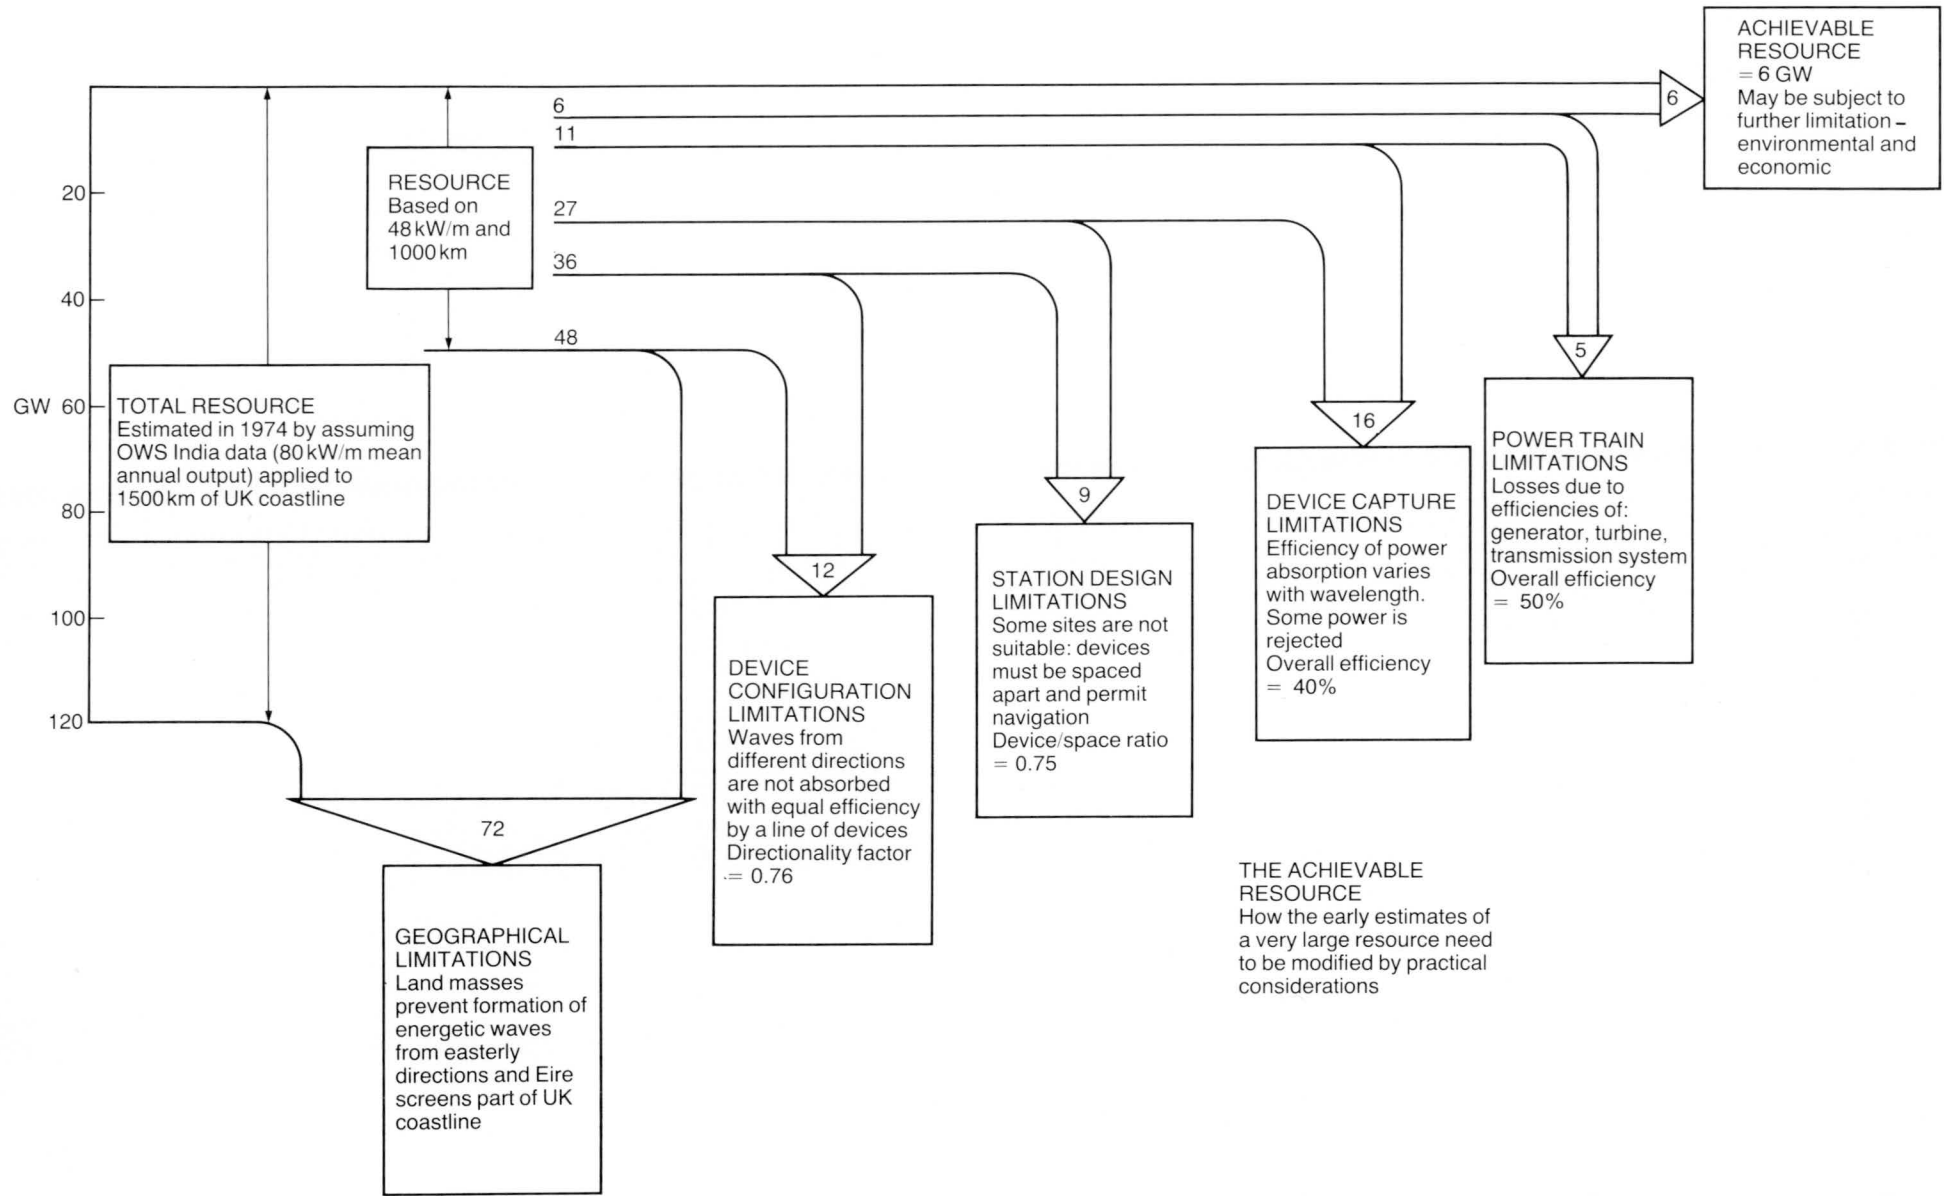 ACHIEVABLE
RESOURCE
= 6 GW
May be subject to
further limitation –
environmental and
economic
6
6
11
27
36
48
20
40
GW 60
80
100
120
RESOURCE
Based on
48 kW/m and
1000 km
TOTAL RESOURCE
Estimated in 1974 by assuming
OWS India data (80 kW/m mean
annual output) applied to
1500 km of UK coastline
72
GEOGRAPHICAL
LIMITATIONS
Land masses
prevent formation of
energetic waves
from easterly
directions and Eire
screens part of UK
coastline
12
DEVICE
CONFIGURATION
LIMITATIONS
Waves from
different directions
are not absorbed
with equal efficiency
by a line of devices
Directionality factor
= 0.76
9
STATION DESIGN
LIMITATIONS
Some sites are not
suitable: devices
must be spaced
apart and permit
navigation
Device/space ratio
= 0.75
16
DEVICE CAPTURE
LIMITATIONS
Efficiency of power
absorption varies
with wavelength.
Some power is
rejected
Overall efficiency
= 40%
5
POWER TRAIN
LIMITATIONS
Losses due to
efficiencies of:
generator, turbine,
transmission system
Overall efficiency
= 50%
THE ACHIEVABLE
RESOURCE
How the early estimates of
a very large resource need
to be modified by practical
considerations